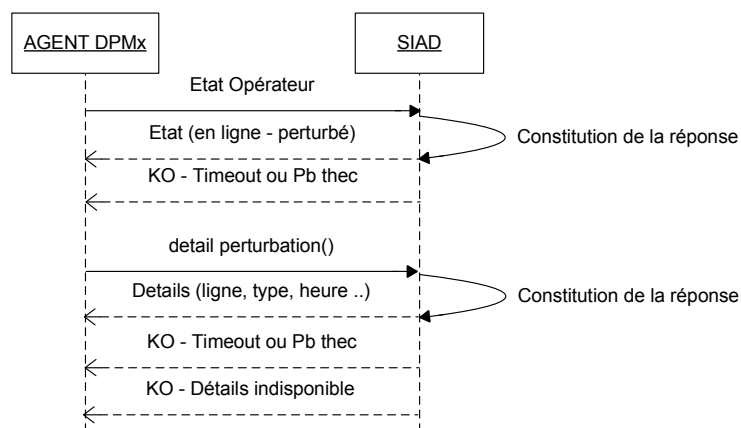 AGENT DPMx
SIAD
Etat Opérateur
Etat (en ligne - perturbé)
Constitution de la réponse
KO - Timeout ou Pb thec
detail perturbation()
Details (ligne, type, heure ..)
Constitution de la réponse
KO - Timeout ou Pb thec
KO - Détails indisponible